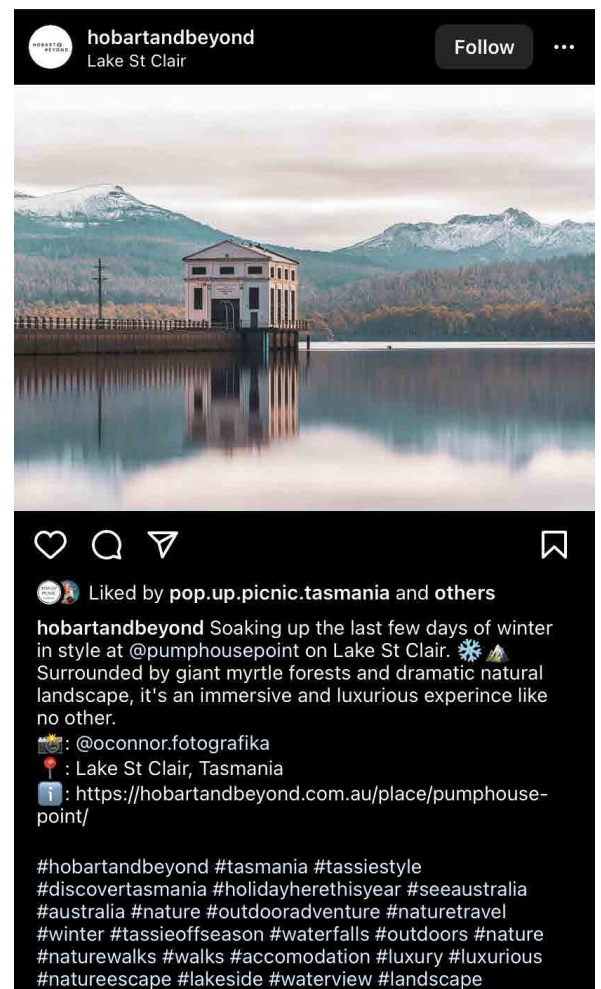 HOBART & BEYOND
hobartandbeyond
Lake St Clair
Follow
Liked by pop.up.picnic.tasmania and others
hobartandbeyond Soaking up the last few days of winter
in style at @pumphousepoint on Lake St Clair. ❄️🏔️
Surrounded by giant myrtle forests and dramatic natural
landscape, it's an immersive and luxurious experince like
no other.
📸: @oconnor.fotografika
📍: Lake St Clair, Tasmania
ℹ️: https://hobartandbeyond.com.au/place/pumphouse-
point/
#hobartandbeyond #tasmania #tassiestyle
#discovertasmania #holidayherethisyear #seeaustralia
#australia #nature #outdooradventure #naturetravel
#winter #tassieoffseason #waterfalls #outdoors #nature
#naturewalks #walks #accomodation #luxury #luxurious
#natureescape #lakeside #waterview #landscape